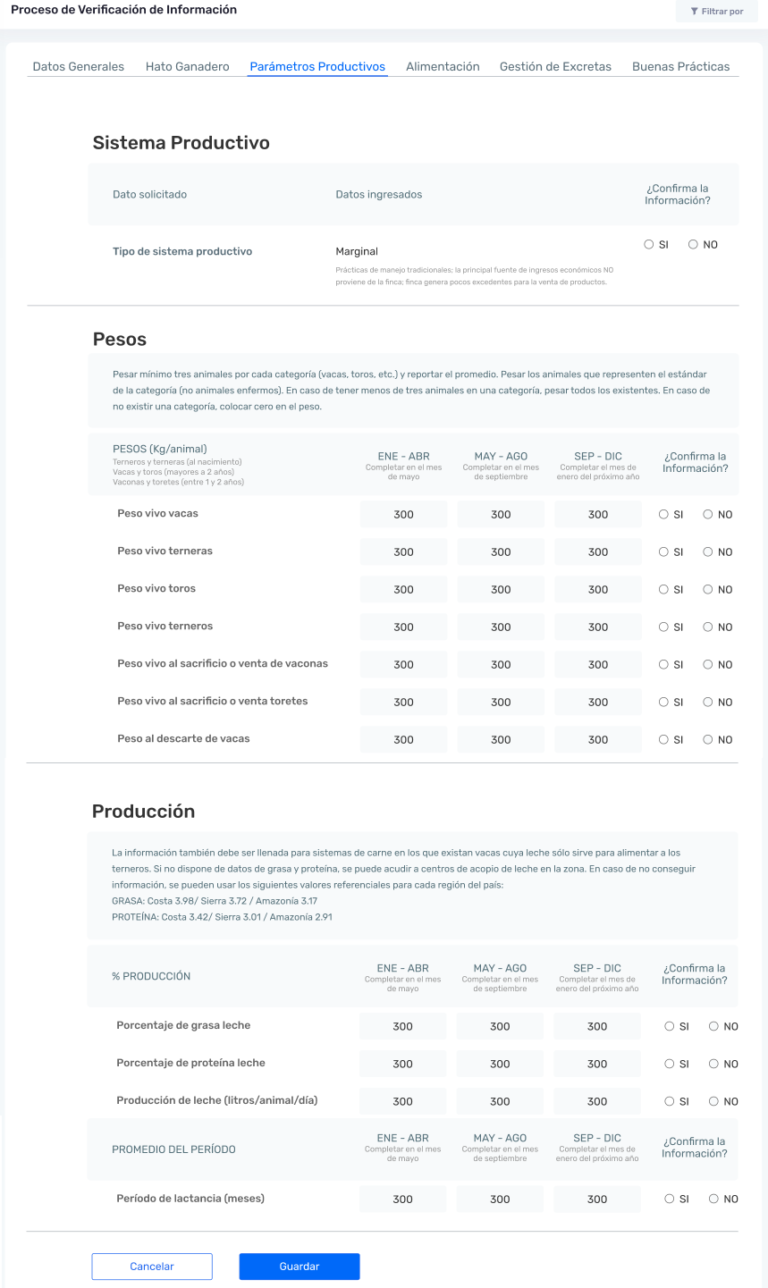 Proceso de Verificación de Información
Filtrar por
Datos Generales Hato Ganadero Parámetros Productivos Alimentación Gestión de Excretas Buenas Prácticas
Sistema Productivo
Dato solicitado Datos ingresados ¿Confirma la
Información?
Tipo de sistema productivo Marginal SI NO
Prácticas de manejo tradicionales; la principal fuente de ingresos económicos NO
proviene de la finca; finca genera pocos excedentes para la venta de productos.
Pesos
Pesar mínimo tres animales por cada categoría (vacas, toros, etc.) y reportar el promedio. Pesar los animales que representen el estándar
de la categoría (no animales enfermos). En caso de tener menos de tres animales en una categoría, pesar todos los existentes. En caso de
no existir una categoría, colocar cero en el peso.
PESOS (Kg/animal)
Terneros y terneras (al nacimiento)
Vacas y toros (mayores a 2 años)
Vaconas y toretes (entre 1 y 2 años)
ENE - ABR
Completar en el mes
de mayo
MAY - AGO
Completar en el mes
de septiembre
SEP - DIC
Completar el mes de
enero del próximo año
¿Confirma la
Información?
Peso vivo vacas 300 300 300 SI NO
Peso vivo terneras 300 300 300 SI NO
Peso vivo toros 300 300 300 SI NO
Peso vivo terneros 300 300 300 SI NO
Peso vivo al sacrificio o venta de vaconas 300 300 300 SI NO
Peso vivo al sacrificio o venta toretes 300 300 300 SI NO
Peso al descarte de vacas 300 300 300 SI NO
Producción
La información también debe ser llenada para sistemas de carne en los que existan vacas cuya leche sólo sirve para alimentar a los
terneros. Si no dispone de datos de grasa y proteína, se puede acudir a centros de acopio de leche en la zona. En caso de no conseguir
información, se pueden usar los siguientes valores referenciales para cada región del país:
GRASA: Costa 3.98/ Sierra 3.72 / Amazonía 3.17
PROTEÍNA: Costa 3.42/ Sierra 3.01 / Amazonía 2.91
% PRODUCCIÓN
ENE - ABR
Completar en el mes
de mayo
MAY - AGO
Completar en el mes
de septiembre
SEP - DIC
Completar el mes de
enero del próximo año
¿Confirma la
Información?
Porcentaje de grasa leche 300 300 300 SI NO
Porcentaje de proteína leche 300 300 300 SI NO
Producción de leche (litros/animal/día) 300 300 300 SI NO
PROMEDIO DEL PERÍODO
ENE - ABR
Completar en el mes
de mayo
MAY - AGO
Completar en el mes
de septiembre
SEP - DIC
Completar el mes de
enero del próximo año
¿Confirma la
Información?
Período de lactancia (meses) 300 300 300 SI NO
Cancelar Guardar